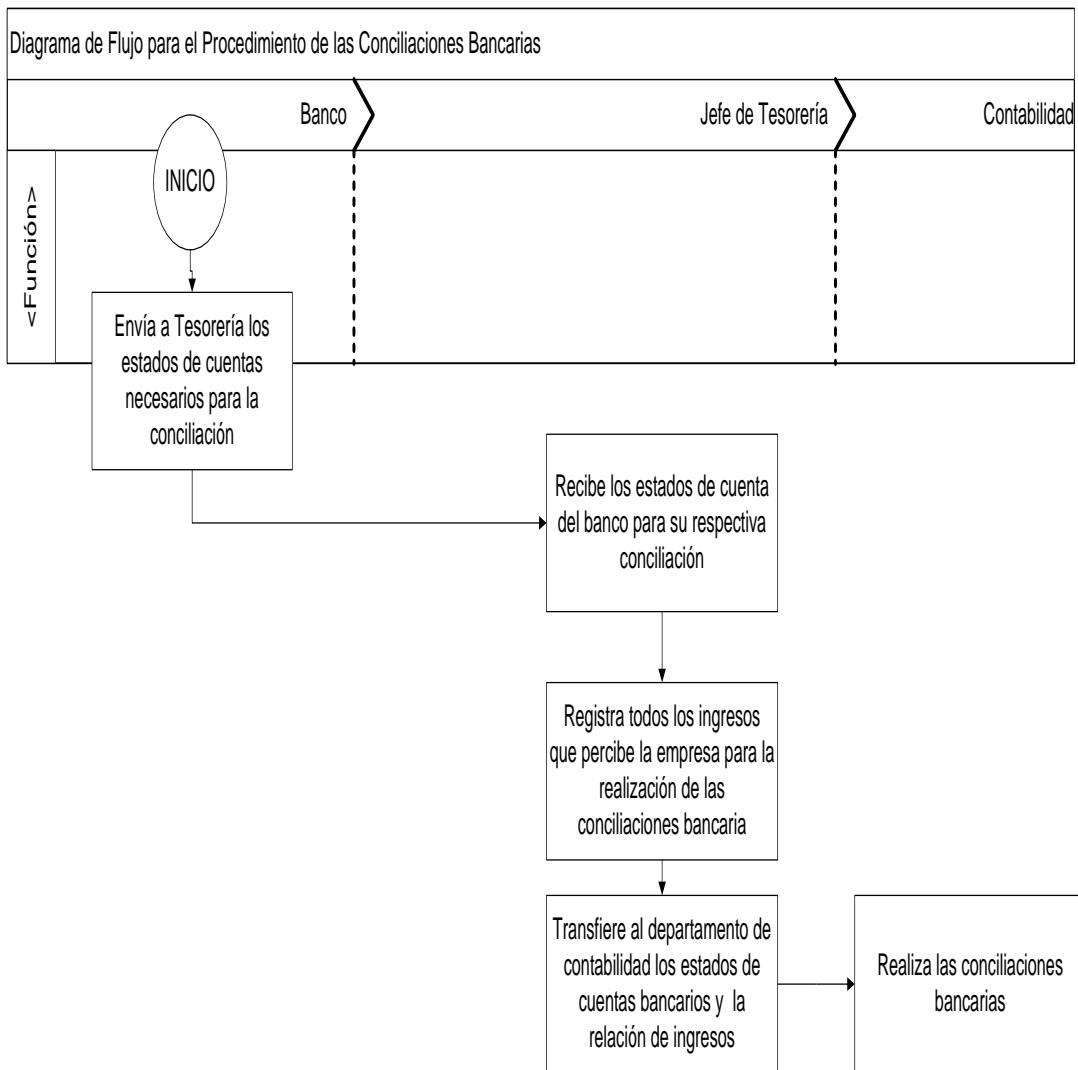 Diagrama de Flujo para el Procedimiento de las Conciliaciones Bancarias
Banco
Jefe de Tesorería
Contabilidad
<Función>
INICIO
Envía a Tesorería los
estados de cuentas
necesarios para la
conciliación
Recibe los estados de cuenta
del banco para su respectiva
conciliación
Registra todos los ingresos
que percibe la empresa para la
realización de las
conciliaciones bancaria
Transfiere al departamento de
contabilidad los estados de
cuentas bancarios y la
relación de ingresos
Realiza las conciliaciones
bancarias